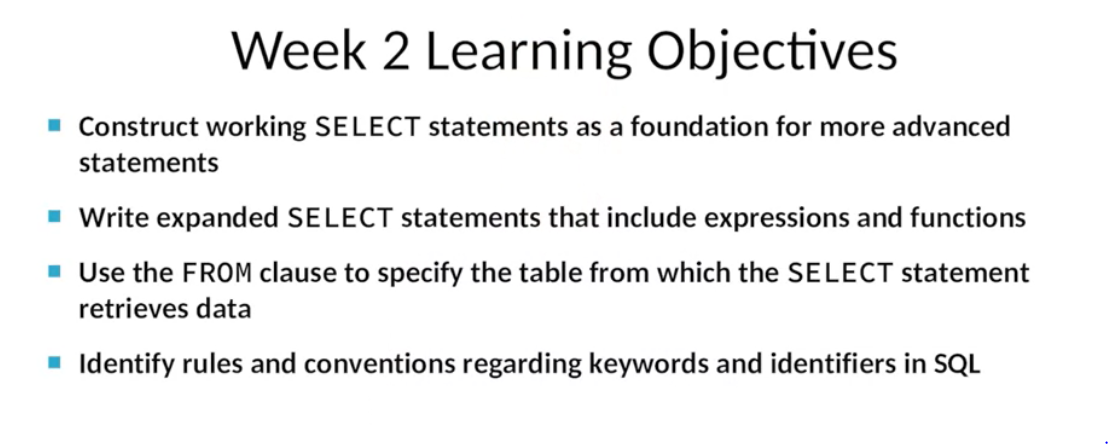 Week 2 Learning Objectives
Construct working SELECT statements as a foundation for more advanced
statements
Write expanded SELECT statements that include expressions and functions
Use the FROM clause to specify the table from which the SELECT statement
retrieves data
Identify rules and conventions regarding keywords and identifiers in SQL